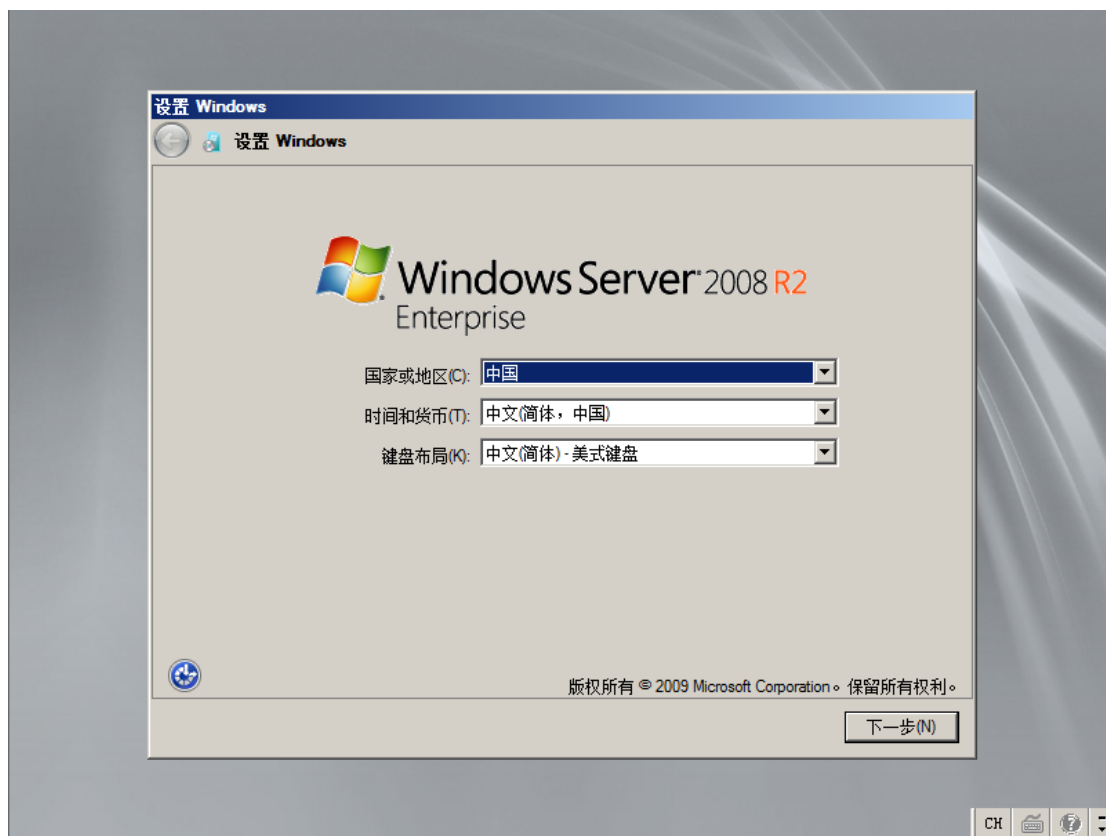 设置 Windows
设置 Windows
Windows Server 2008 R2
Enterprise
国家或地区(C): 中国
时间和货币(T): 中文(简体，中国)
键盘布局(K): 中文(简体) - 美式键盘
版权所有 © 2009 Microsoft Corporation。保留所有权利。
下一步(N)
CH